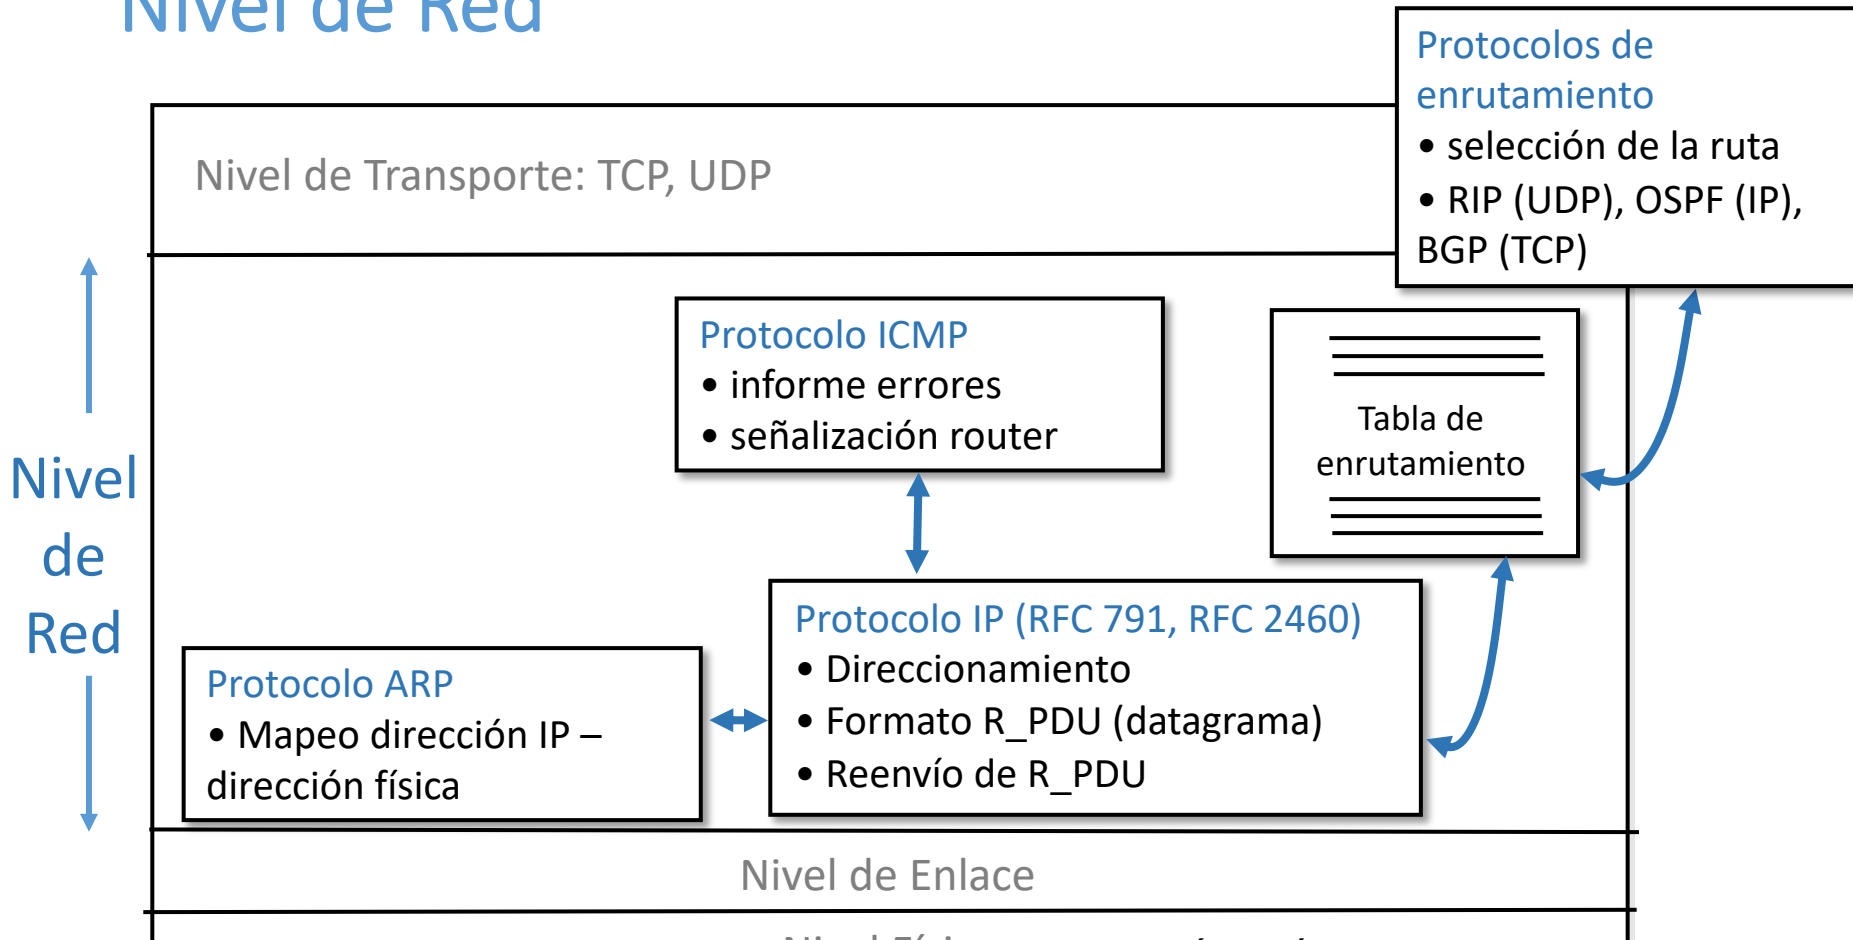 Nivel de Red
Protocolos de
enrutamiento
• selección de la ruta
• RIP (UDP), OSPF (IP),
BGP (TCP)
Nivel de Transporte: TCP, UDP
Protocolo ICMP
• informe errores
• señalización router
Tabla de
enrutamiento
Nivel
de
Red
Protocolo IP (RFC 791, RFC 2460)
• Direccionamiento
• Formato R_PDU (datagrama)
• Reenvío de R_PDU
Protocolo ARP
• Mapeo dirección IP –
dirección física
Nivel de Enlace
Nivel